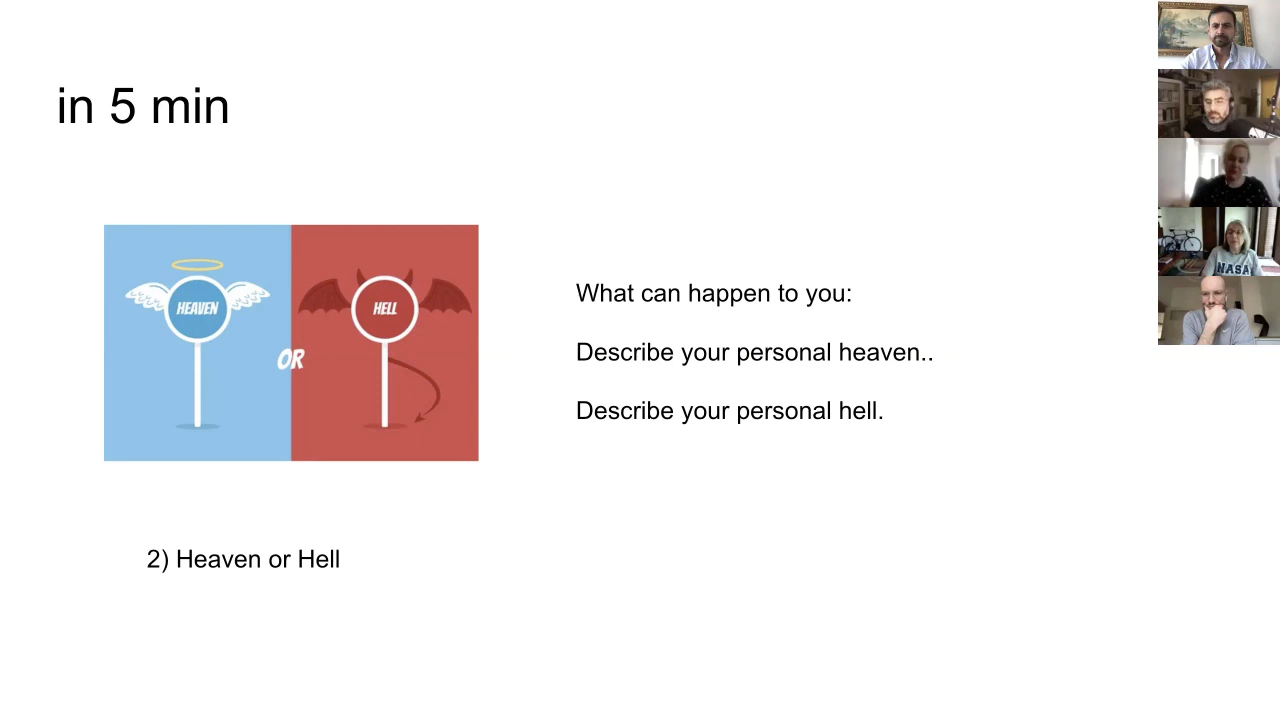 in 5 min
HEAVEN
HELL
OR
What can happen to you:
Describe your personal heaven..
Describe your personal hell.
2) Heaven or Hell
NASA